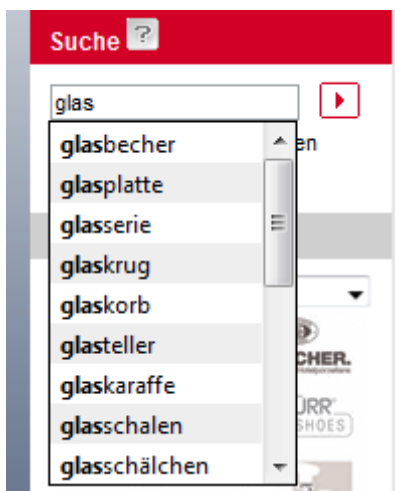 Suche ?
glas
glasbecher
en
glasplatte
glasserie
glaskrug
glaskorb
glasteller
CHER.
glaskaraffe
ÜRR
glasschalen
SHOES
glasschälchen